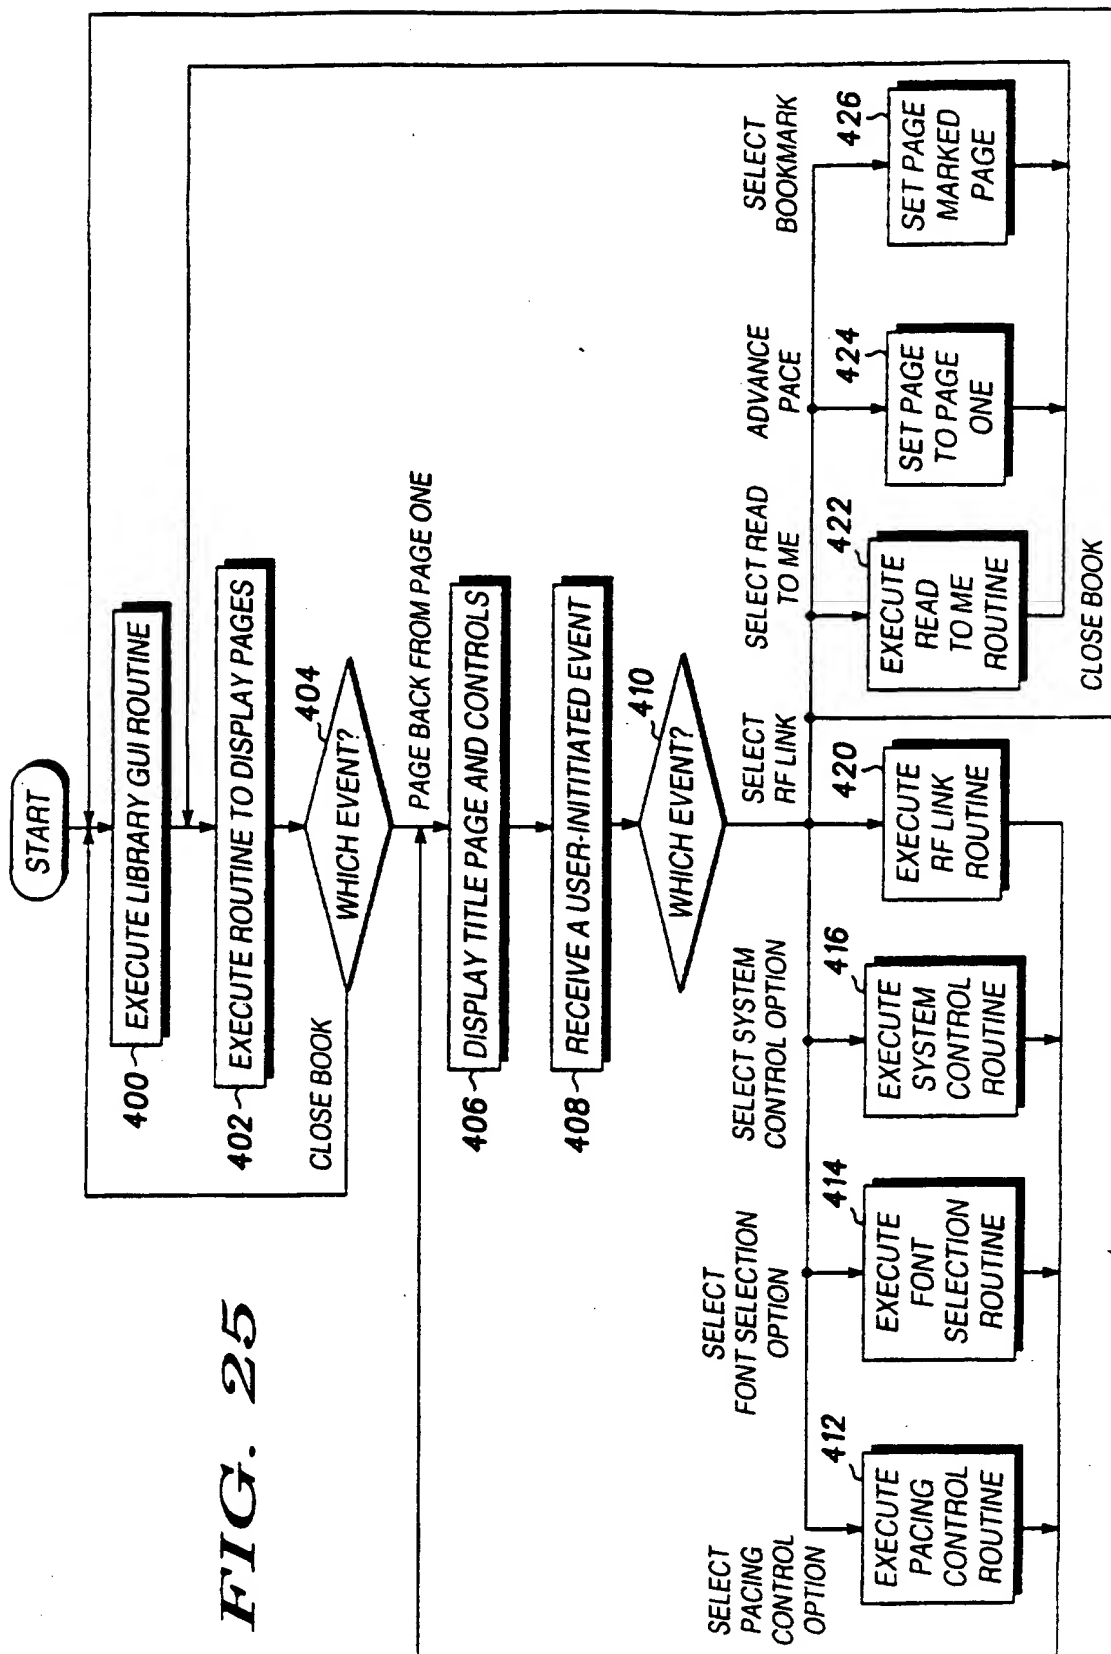 FIG. 25
START
400
EXECUTE LIBRARY GUI ROUTINE
402
EXECUTE ROUTINE TO DISPLAY PAGES
404
WHICH EVENT?
CLOSE BOOK
PAGE BACK FROM PAGE ONE
406
DISPLAY TITLE PAGE AND CONTROLS
408
RECEIVE A USER-INITITIATED EVENT
410
WHICH EVENT?
SELECT
PACING
CONTROL
OPTION
412
EXECUTE
PACING
CONTROL
ROUTINE
SELECT
FONT SELECTION
OPTION
414
EXECUTE
FONT
SELECTION
ROUTINE
SELECT SYSTEM
CONTROL OPTION
416
EXECUTE
SYSTEM
CONTROL
ROUTINE
SELECT
RF LINK
420
EXECUTE
RF LINK
ROUTINE
SELECT READ
TO ME
422
EXECUTE
READ
TO ME
ROUTINE
ADVANCE
PACE
424
SET PAGE
TO PAGE
ONE
SELECT
BOOKMARK
426
SET PAGE
MARKED
PAGE
CLOSE BOOK